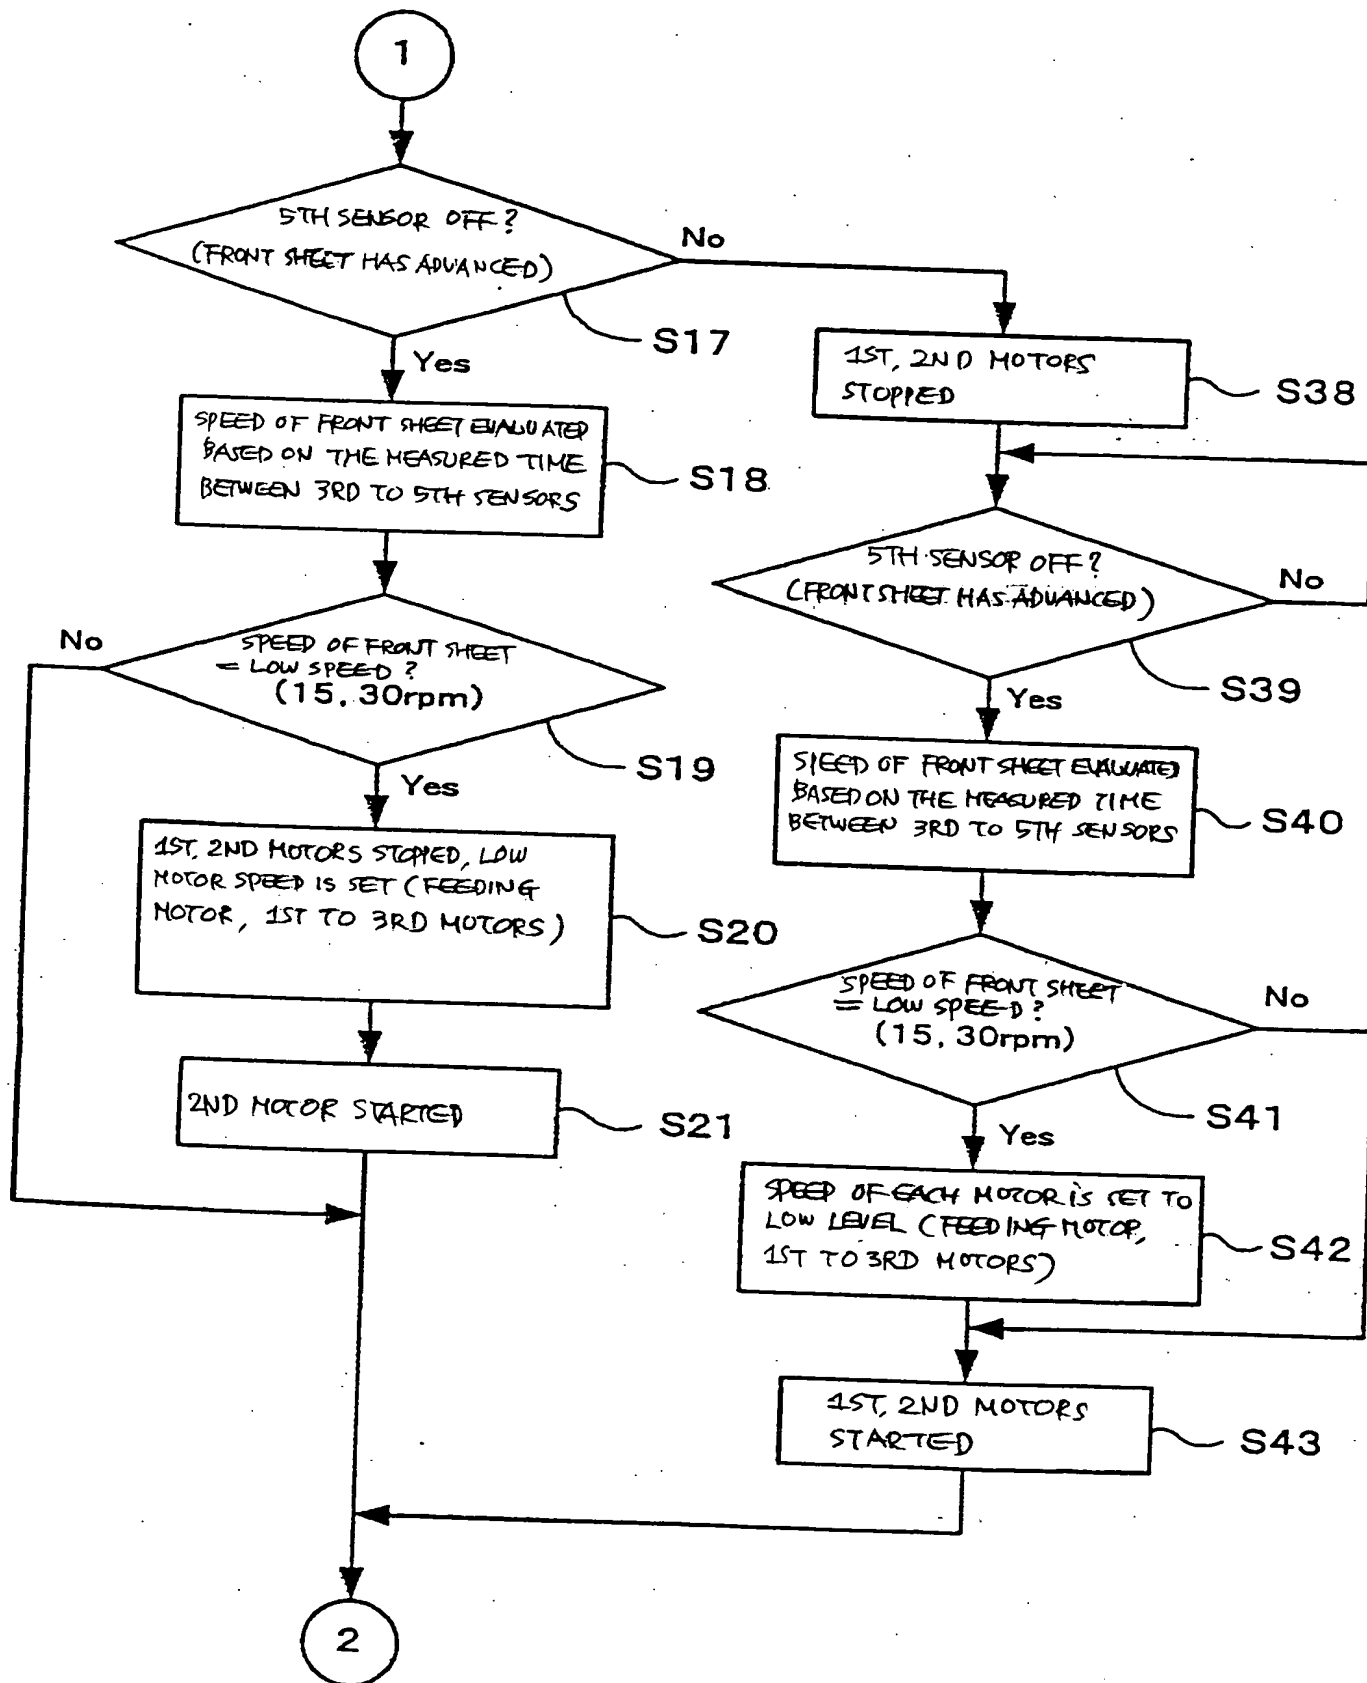 1
5TH SENSOR OFF?
(FRONT SHEET HAS ADVANCED)
No
S17
Yes
SPEED OF FRONT SHEET EVALUATED
BASED ON THE MEASURED TIME
BETWEEN 3RD TO 5TH SENSORS
S18
No
SPEED OF FRONT SHEET
= LOW SPEED?
(15, 30rpm)
S19
Yes
1ST, 2ND MOTORS STOPPED, LOW
MOTOR SPEED IS SET (FEEDING
MOTOR, 1ST TO 3RD MOTORS)
S20
2ND MOTOR STARTED
S21
1ST, 2ND MOTORS
STOPPED
S38
5TH SENSOR OFF?
(FRONT SHEET HAS ADVANCED)
No
S39
Yes
SPEED OF FRONT SHEET EVALUATED
BASED ON THE MEASURED TIME
BETWEEN 3RD TO 5TH SENSORS
S40
SPEED OF FRONT SHEET
= LOW SPEED?
(15, 30rpm)
No
S41
Yes
SPEED OF EACH MOTOR IS SET TO
LOW LEVEL (FEEDING MOTOR,
1ST TO 3RD MOTORS)
S42
1ST, 2ND MOTORS
STARTED
S43
2